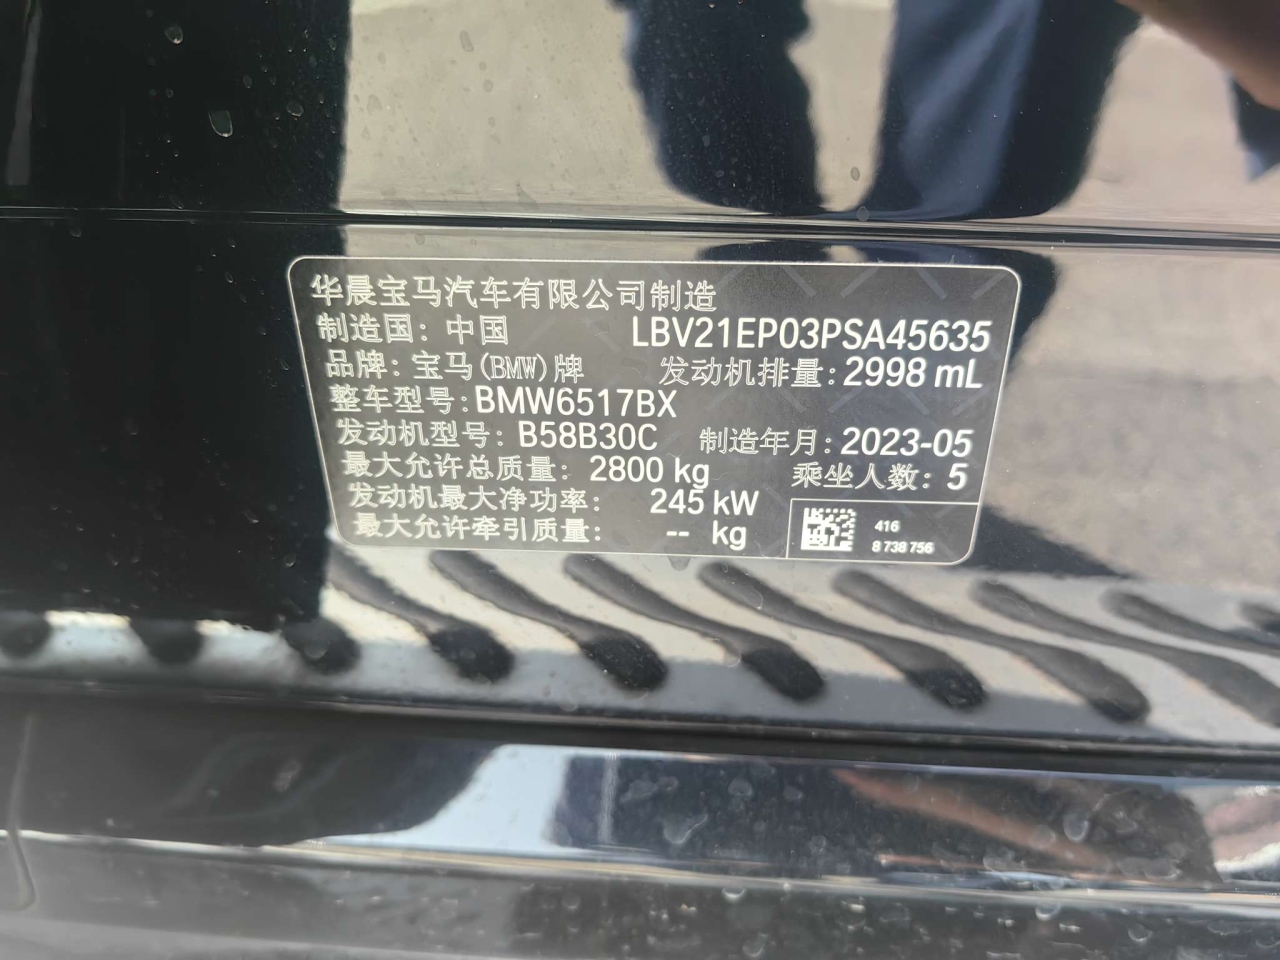 华晨宝马汽车有限公司制造
制造国：中国 LBV21EP03PSA45635
品牌：宝马(BMW)牌 发动机排量：2998 mL
整车型号：BMW6517BX
发动机型号：B58B30C 制造年月：2023-05
最大允许总质量：2800 kg 乘坐人数：5
发动机最大净功率：245 kW
最大允许牵引质量：-- kg
416
8 738 756